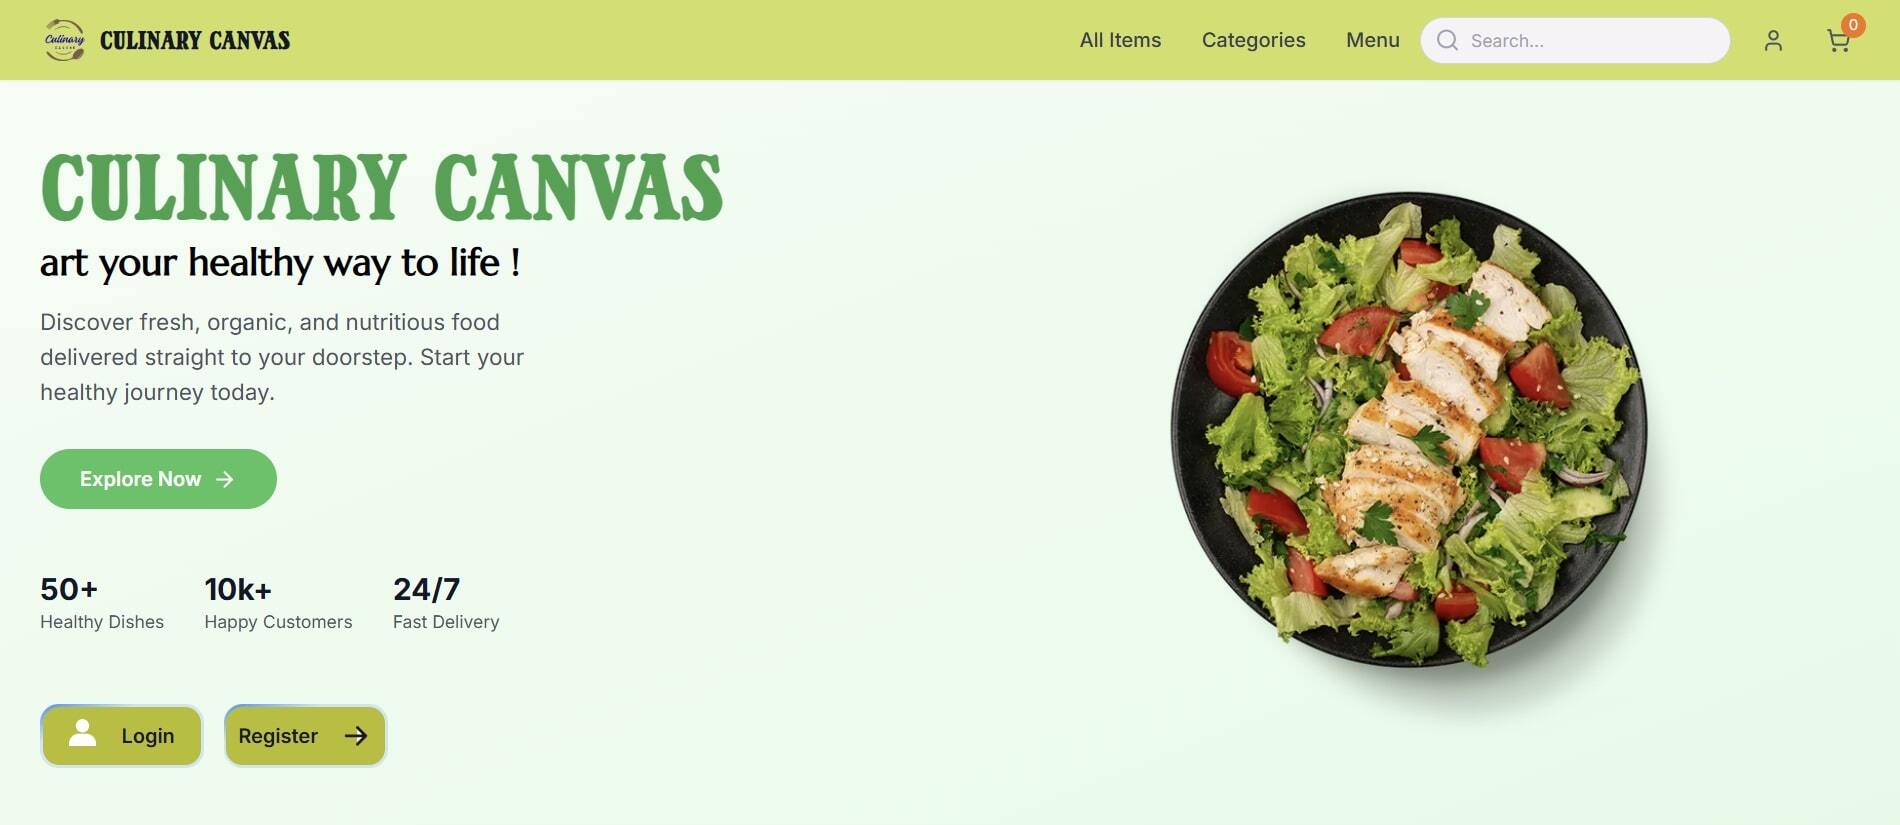 Culinary
CANVAS
CULINARY CANVAS
All Items
Categories
Menu
Search...
0
CULINARY CANVAS
art your healthy way to life !
Discover fresh, organic, and nutritious food
delivered straight to your doorstep. Start your
healthy journey today.
Explore Now
50+
Healthy Dishes
10k+
Happy Customers
24/7
Fast Delivery
Login
Register